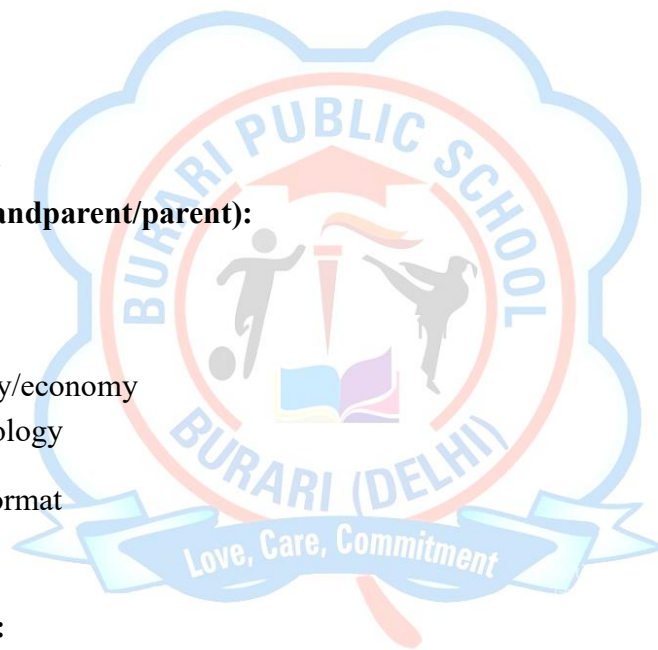 BURARI PUBLIC SCHOOL
andparent/parent):
y/economy
ology
BURARI (DELHI)
ormat
Love, Care, Commitment
: